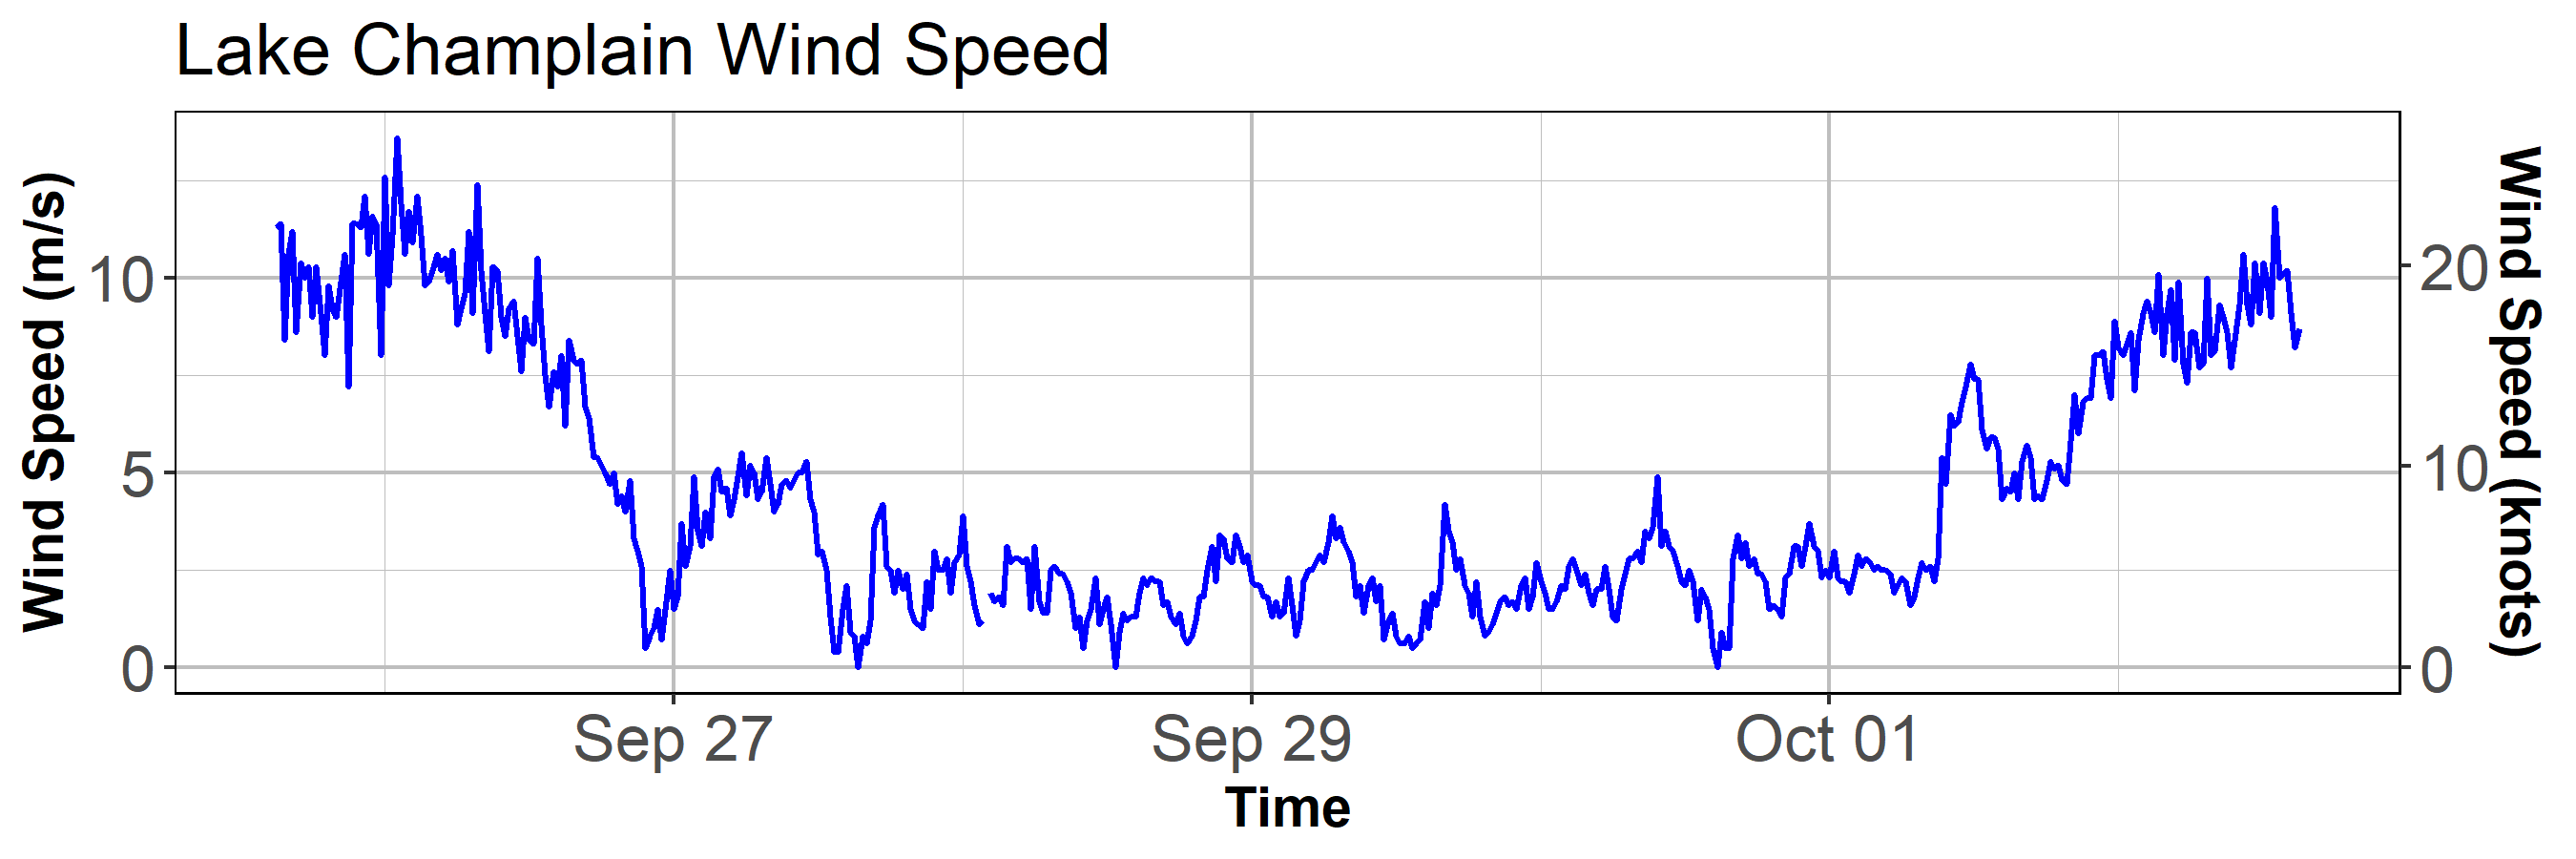 Lake Champlain Wind Speed
Wind Speed (m/s)
10
5
0
20
10
0
Wind Speed (knots)
Sep 27
Sep 29
Oct 01
Time